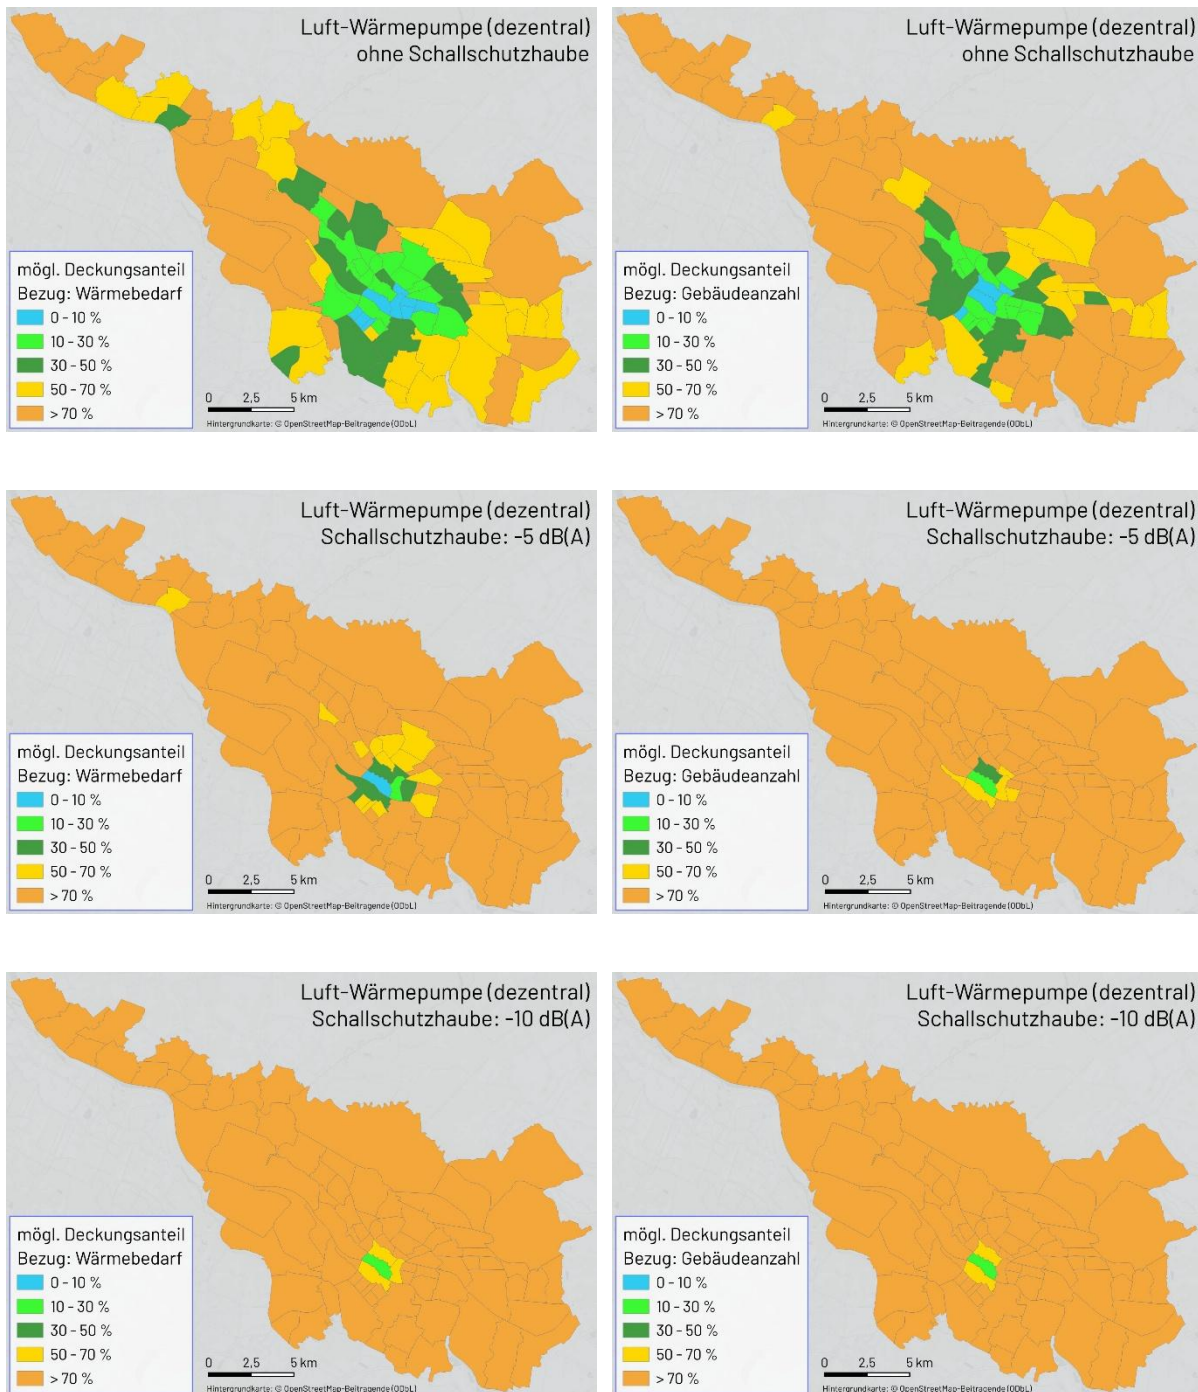 Luft-Wärmepumpe (dezentral)
ohne Schallschutzhaube
mögl. Deckungsanteil
Bezug: Wärmebedarf
0 - 10 %
10 - 30 %
30 - 50 %
50 - 70 %
> 70 %
0 2,5 5 km
Hintergrundkarte: © OpenStreetMap-Beitragende (ODbL)
Luft-Wärmepumpe (dezentral)
ohne Schallschutzhaube
mögl. Deckungsanteil
Bezug: Gebäudeanzahl
0 - 10 %
10 - 30 %
30 - 50 %
50 - 70 %
> 70 %
0 2,5 5 km
Hintergrundkarte: © OpenStreetMap-Beitragende (ODbL)
Luft-Wärmepumpe (dezentral)
Schallschutzhaube: -5 dB(A)
mögl. Deckungsanteil
Bezug: Wärmebedarf
0 - 10 %
10 - 30 %
30 - 50 %
50 - 70 %
> 70 %
0 2,5 5 km
Hintergrundkarte: © OpenStreetMap-Beitragende (ODbL)
Luft-Wärmepumpe (dezentral)
Schallschutzhaube: -5 dB(A)
mögl. Deckungsanteil
Bezug: Gebäudeanzahl
0 - 10 %
10 - 30 %
30 - 50 %
50 - 70 %
> 70 %
0 2,5 5 km
Hintergrundkarte: © OpenStreetMap-Beitragende (ODbL)
Luft-Wärmepumpe (dezentral)
Schallschutzhaube: -10 dB(A)
mögl. Deckungsanteil
Bezug: Wärmebedarf
0 - 10 %
10 - 30 %
30 - 50 %
50 - 70 %
> 70 %
0 2,5 5 km
Hintergrundkarte: © OpenStreetMap-Beitragende (ODbL)
Luft-Wärmepumpe (dezentral)
Schallschutzhaube: -10 dB(A)
mögl. Deckungsanteil
Bezug: Gebäudeanzahl
0 - 10 %
10 - 30 %
30 - 50 %
50 - 70 %
> 70 %
0 2,5 5 km
Hintergrundkarte: © OpenStreetMap-Beitragende (ODbL)